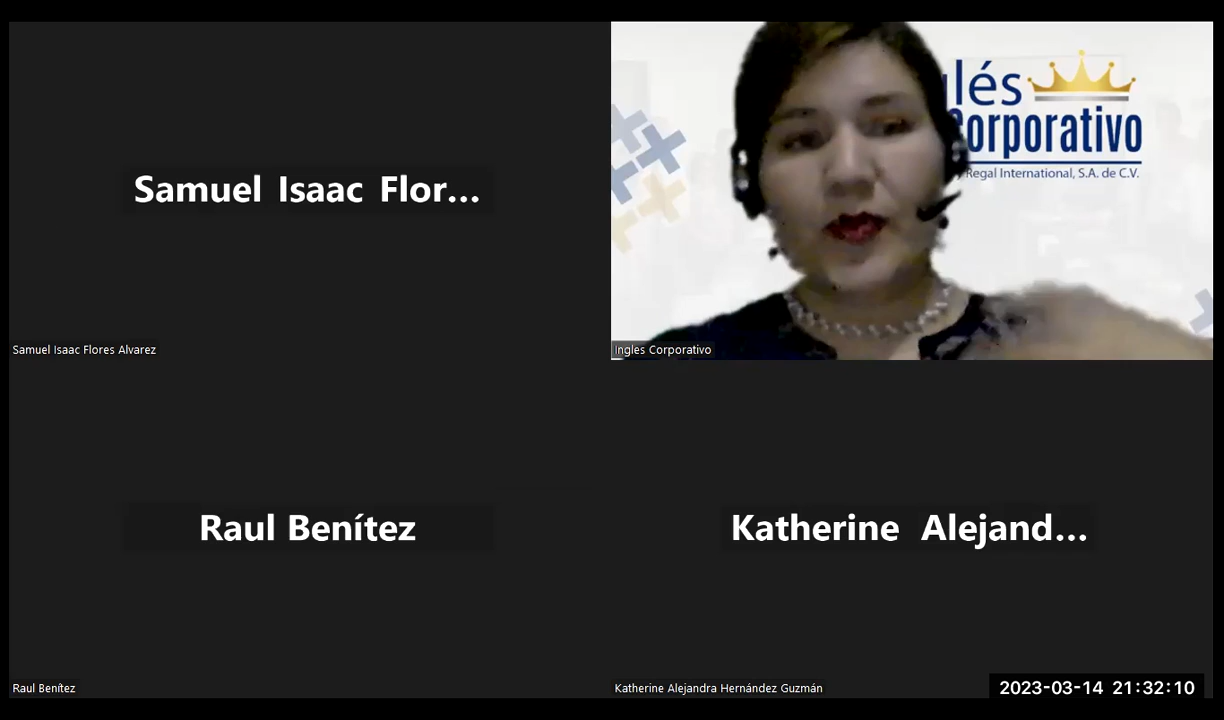 Samuel Isaac Flor...
Samuel Isaac Flores Alvarez
lés
Corporativo
Regal International, S.A. de C.V.
Ingles Corporativo
Raul Benítez
Raul Benítez
Katherine Alejand...
Katherine Alejandra Hernández Guzmán
2023-03-14 21:32:10